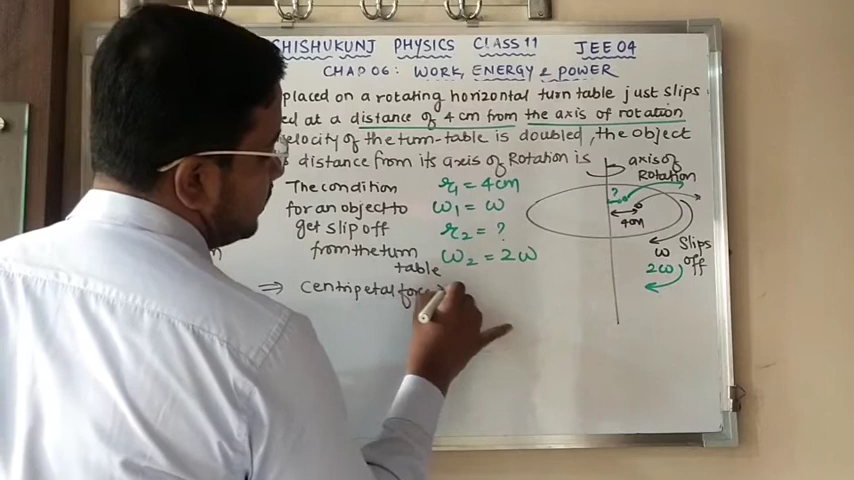 SHISHUKUNJ PHYSICS CLASS 11 JEE 04
CHAP 06: WORK, ENERGY & POWER
placed on a rotating horizontal turn table just slips
at a distance of 4 cm from the axis of rotation
velocity of the turn-table is doubled, the object
distance from its axis of Rotation is
The condition
for an object to
get slip off
from the turn
table
⇒ Centripetal force
r₁ = 4cm
ω₁ = ω
r₂ = ?
ω₂ = 2ω
axis of
Rotation
?
4cm
ω
Slips
off
2ω